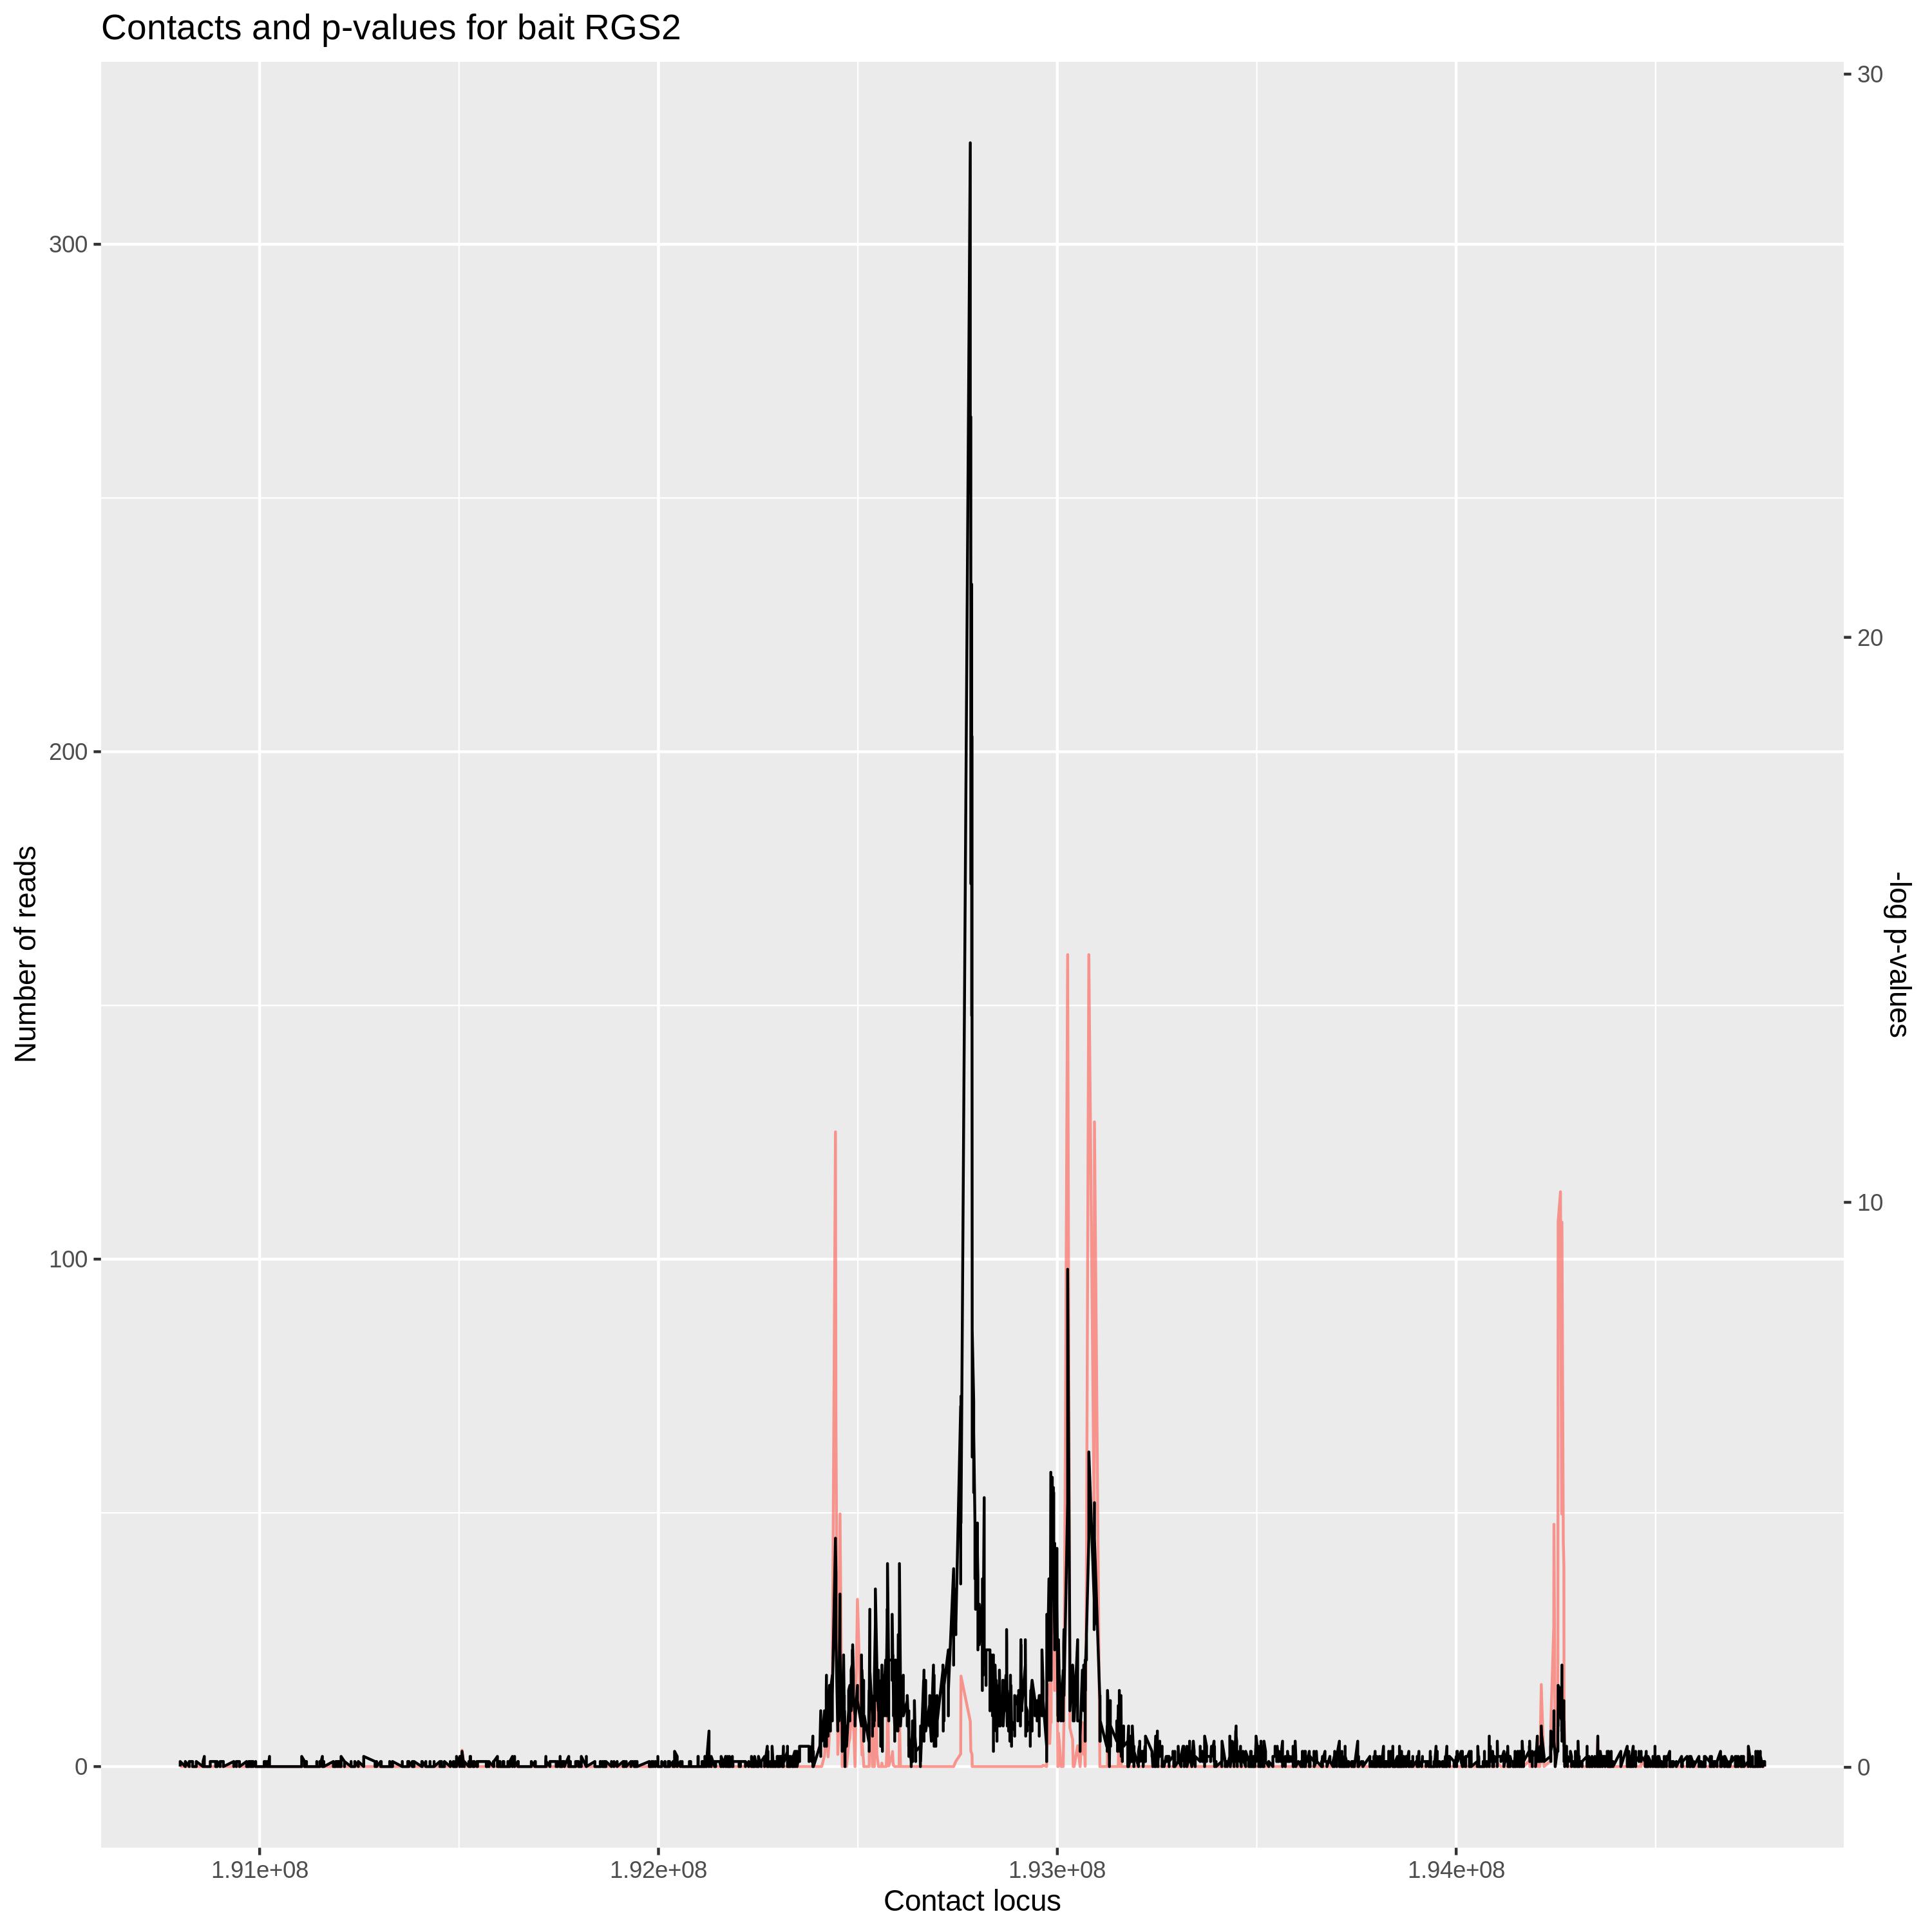 Contacts and p-values for bait RGS2
Number of reads
300
200
100
0
30
20
10
0
-log p-values
1.91e+08
1.92e+08
1.93e+08
1.94e+08
Contact locus